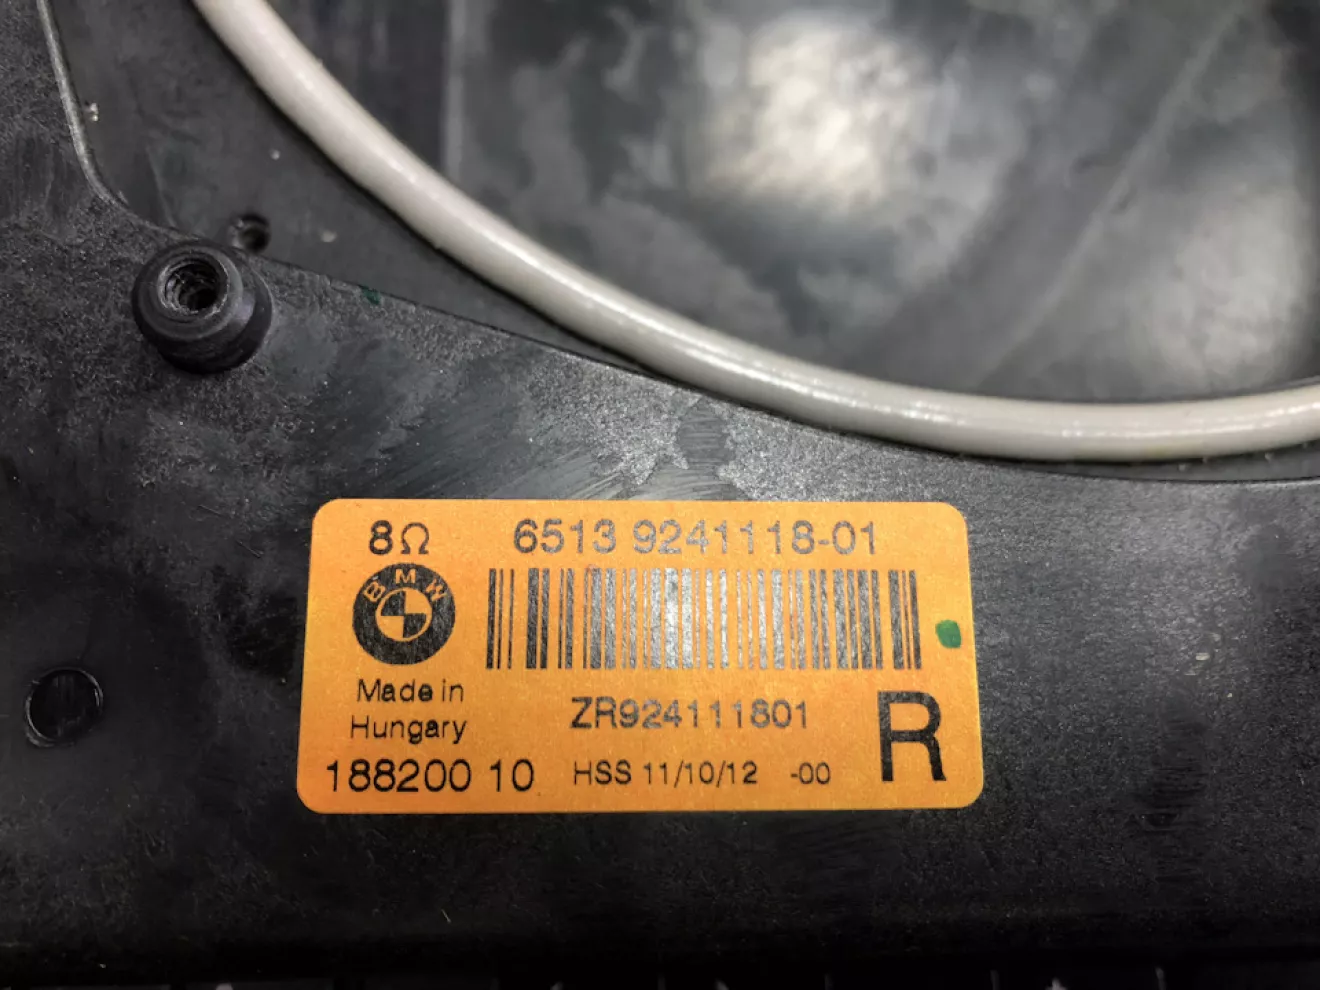 8Ω 6513 9241118-01
BMW
Made in
Hungary
ZR924111801
R
188200 10 HSS 11/10/12 -00